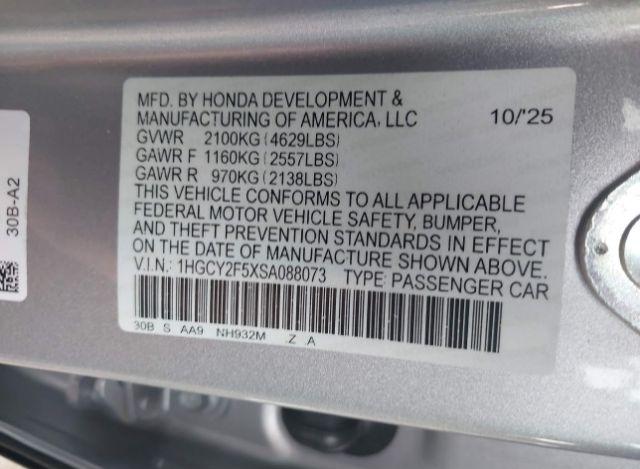 MFD. BY HONDA DEVELOPMENT &
MANUFACTURING OF AMERICA, LLC 10/'25
GVWR 2100KG (4629LBS)
GAWR F 1160KG (2557LBS)
GAWR R 970KG (2138LBS)
THIS VEHICLE CONFORMS TO ALL APPLICABLE
FEDERAL MOTOR VEHICLE SAFETY, BUMPER,
AND THEFT PREVENTION STANDARDS IN EFFECT
ON THE DATE OF MANUFACTURE SHOWN ABOVE.
V.I.N.: 1HGCY2F5XSA088073 TYPE: PASSENGER CAR
30B S AA9 NH932M Z A
30B-A2